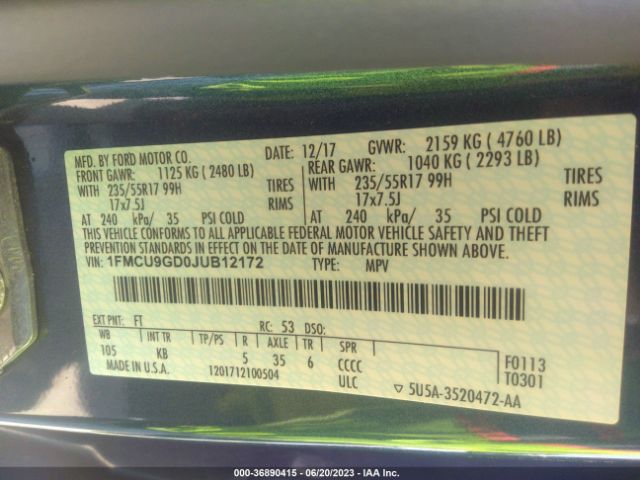 MFD. BY FORD MOTOR CO. DATE: 12/17 GVWR: 2159 KG ( 4760 LB)
FRONT GAWR: 1125 KG ( 2480 LB) REAR GAWR: 1040 KG ( 2293 LB)
WITH 235/55R17 99H TIRES WITH 235/55R17 99H TIRES
17x7.5J RIMS 17x7.5J RIMS
AT 240 kPa/ 35 PSI COLD AT 240 kPa/ 35 PSI COLD
THIS VEHICLE CONFORMS TO ALL APPLICABLE FEDERAL MOTOR VEHICLE SAFETY AND THEFT
PREVENTION STANDARDS IN EFFECT ON THE DATE OF MANUFACTURE SHOWN ABOVE.
VIN: 1FMCU9GD0JUB12172 TYPE: MPV
EXT PNT: FT RC: 53 DSO:
WB INT TR TP/PS R AXLE TR SPR
105 KB 5 35 6 CCCC F0113
MADE IN U.S.A. 1201712100504 ULC T0301
▽ 5U5A-3520472-AA
000-36890415 - 06/20/2023 - IAA Inc.